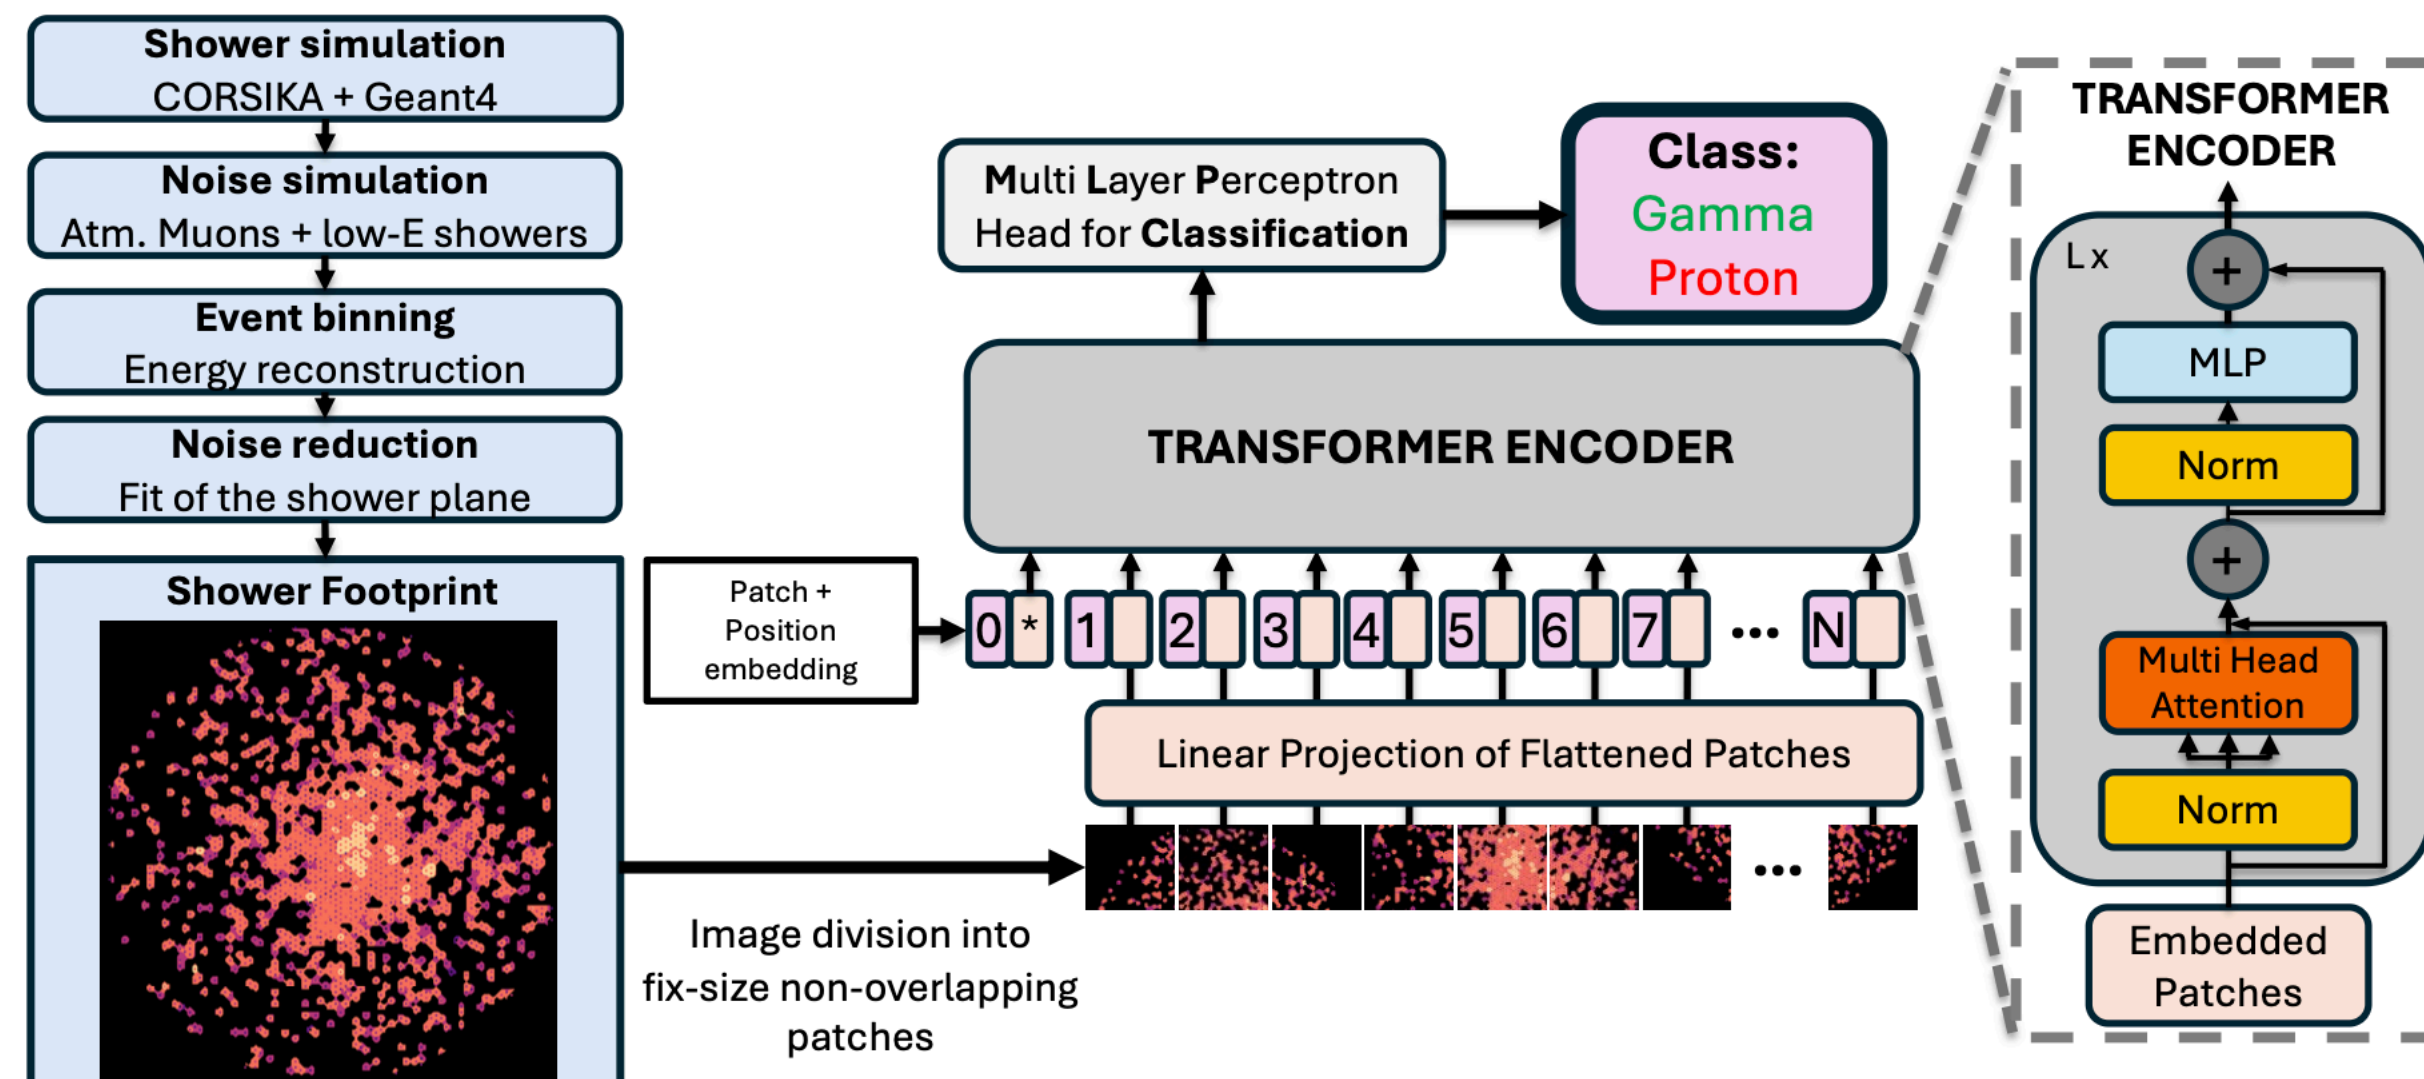 Shower simulation
CORSIKA + Geant4
Noise simulation
Atm. Muons + low-E showers
Event binning
Energy reconstruction
Noise reduction
Fit of the shower plane
Shower Footprint
Image division into
fix-size non-overlapping
patches
Patch +
Position
embedding
0 * 1 2 3 4 5 6 7 ... N
Linear Projection of Flattened Patches
...
TRANSFORMER ENCODER
Multi Layer Perceptron
Head for Classification
Class:
Gamma
Proton
TRANSFORMER
ENCODER
L x
+
MLP
Norm
+
Multi Head
Attention
Norm
Embedded
Patches